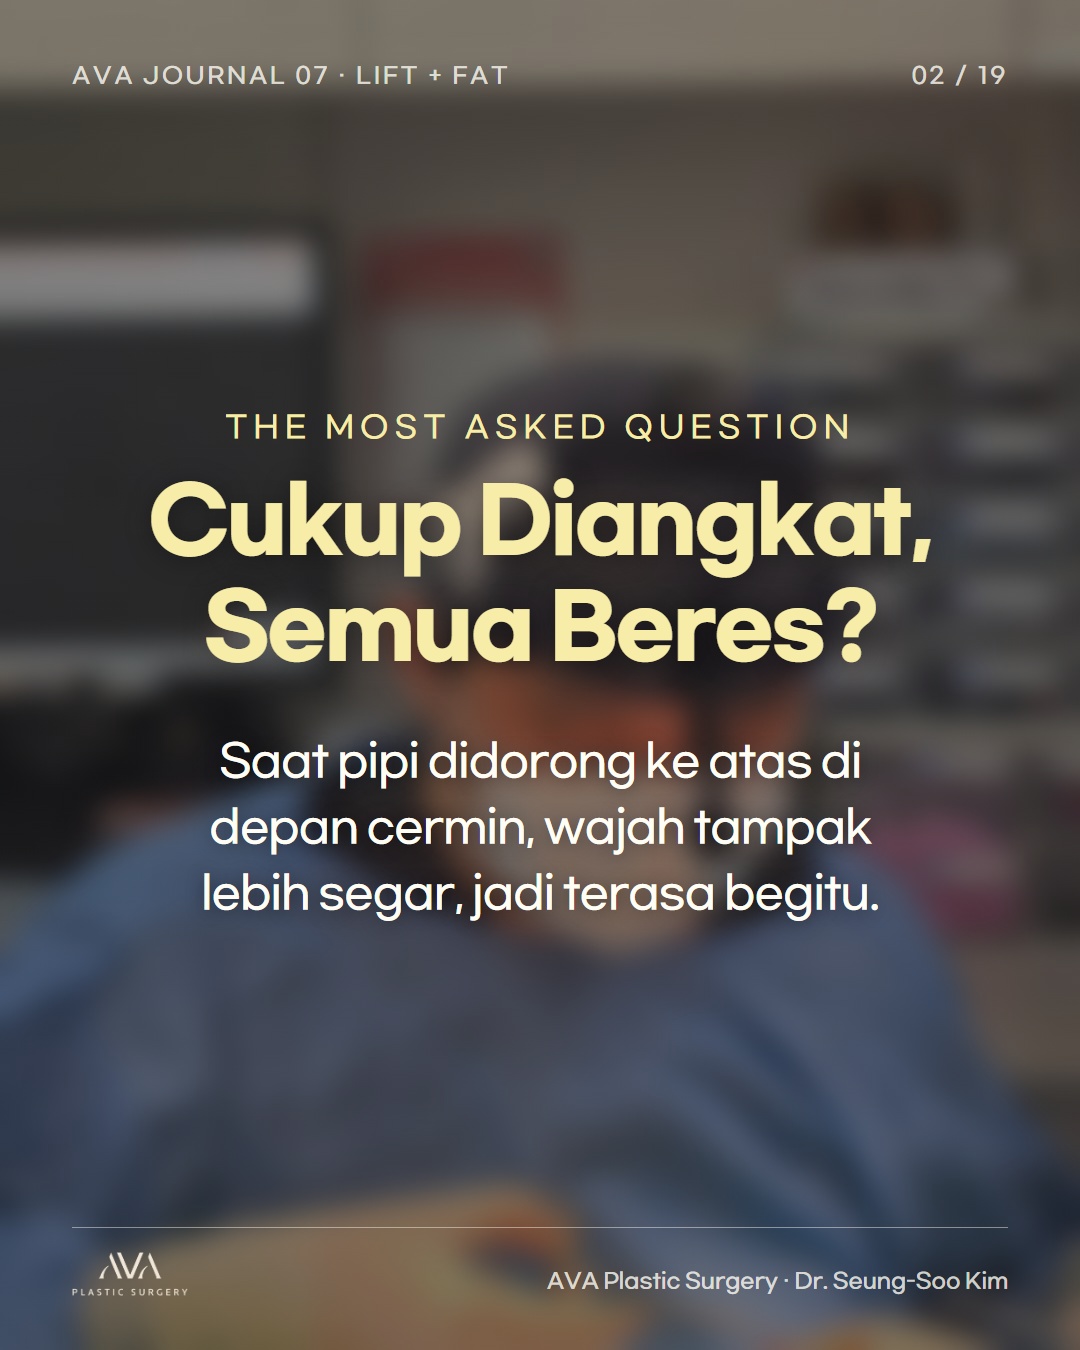 AVA JOURNAL 07 · LIFT + FAT
02 / 19
THE MOST ASKED QUESTION
Cukup Diangkat,
Semua Beres?
Saat pipi didorong ke atas di
depan cermin, wajah tampak
lebih segar, jadi terasa begitu.
AVA
PLASTIC SURGERY
AVA Plastic Surgery · Dr. Seung-Soo Kim